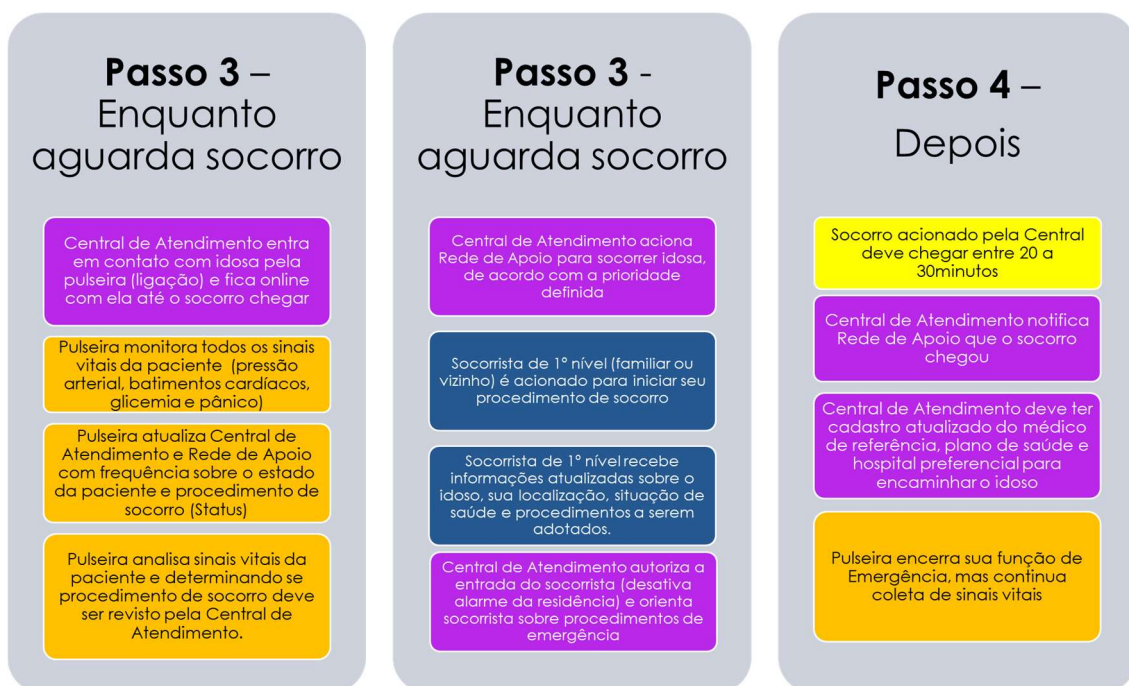 Passo 3 –
Enquanto
aguarda socorro
Central de Atendimento entra
em contato com idosa pela
pulseira (ligação) e fica online
com ela até o socorro chegar
Pulseira monitora todos os sinais
vitais da paciente (pressão
arterial, batimentos cardíacos,
glicemia e pânico)
Pulseira atualiza Central de
Atendimento e Rede de Apoio
com frequência sobre o estado
da paciente e procedimento de
socorro (Status)
Pulseira analisa sinais vitais da
paciente e determinando se
procedimento de socorro deve
ser revisto pela Central de
Atendimento.
Passo 3 -
Enquanto
aguarda socorro
Central de Atendimento aciona
Rede de Apoio para socorrer idosa,
de acordo com a prioridade
definida
Socorrista de 1º nível (familiar ou
vizinho) é acionado para iniciar seu
procedimento de socorro
Socorrista de 1º nível recebe
informações atualizadas sobre o
idoso, sua localização, situação de
saúde e procedimentos a serem
adotados.
Central de Atendimento autoriza a
entrada do socorrista (desativa
alarme da residência) e orienta
socorrista sobre procedimentos de
emergência
Passo 4 –
Depois
Socorro acionado pela Central
deve chegar entre 20 a
30minutos
Central de Atendimento notifica
Rede de Apoio que o socorro
chegou
Central de Atendimento deve ter
cadastro atualizado do médico
de referência, plano de saúde e
hospital preferencial para
encaminhar o idoso
Pulseira encerra sua função de
Emergência, mas continua
coleta de sinais vitais